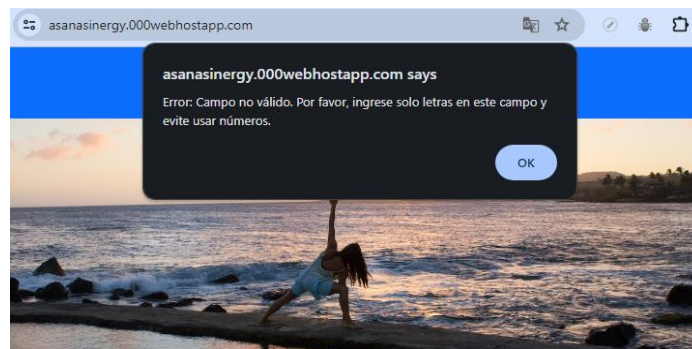 asanasinergy.000webhostapp.com
asanasinergy.000webhostapp.com says
Error: Campo no válido. Por favor, ingrese solo letras en este campo y
evite usar números.
OK